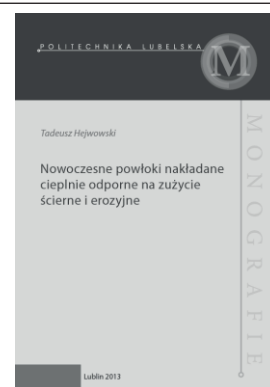 POLITECHNIKA LUBELSKA
M
Tadeusz Hejwowski
Nowoczesne powłoki nakładane
cieplnie odporne na zużycie
ścierne i erozyjne
MONOGRAFIE
Lublin 2013